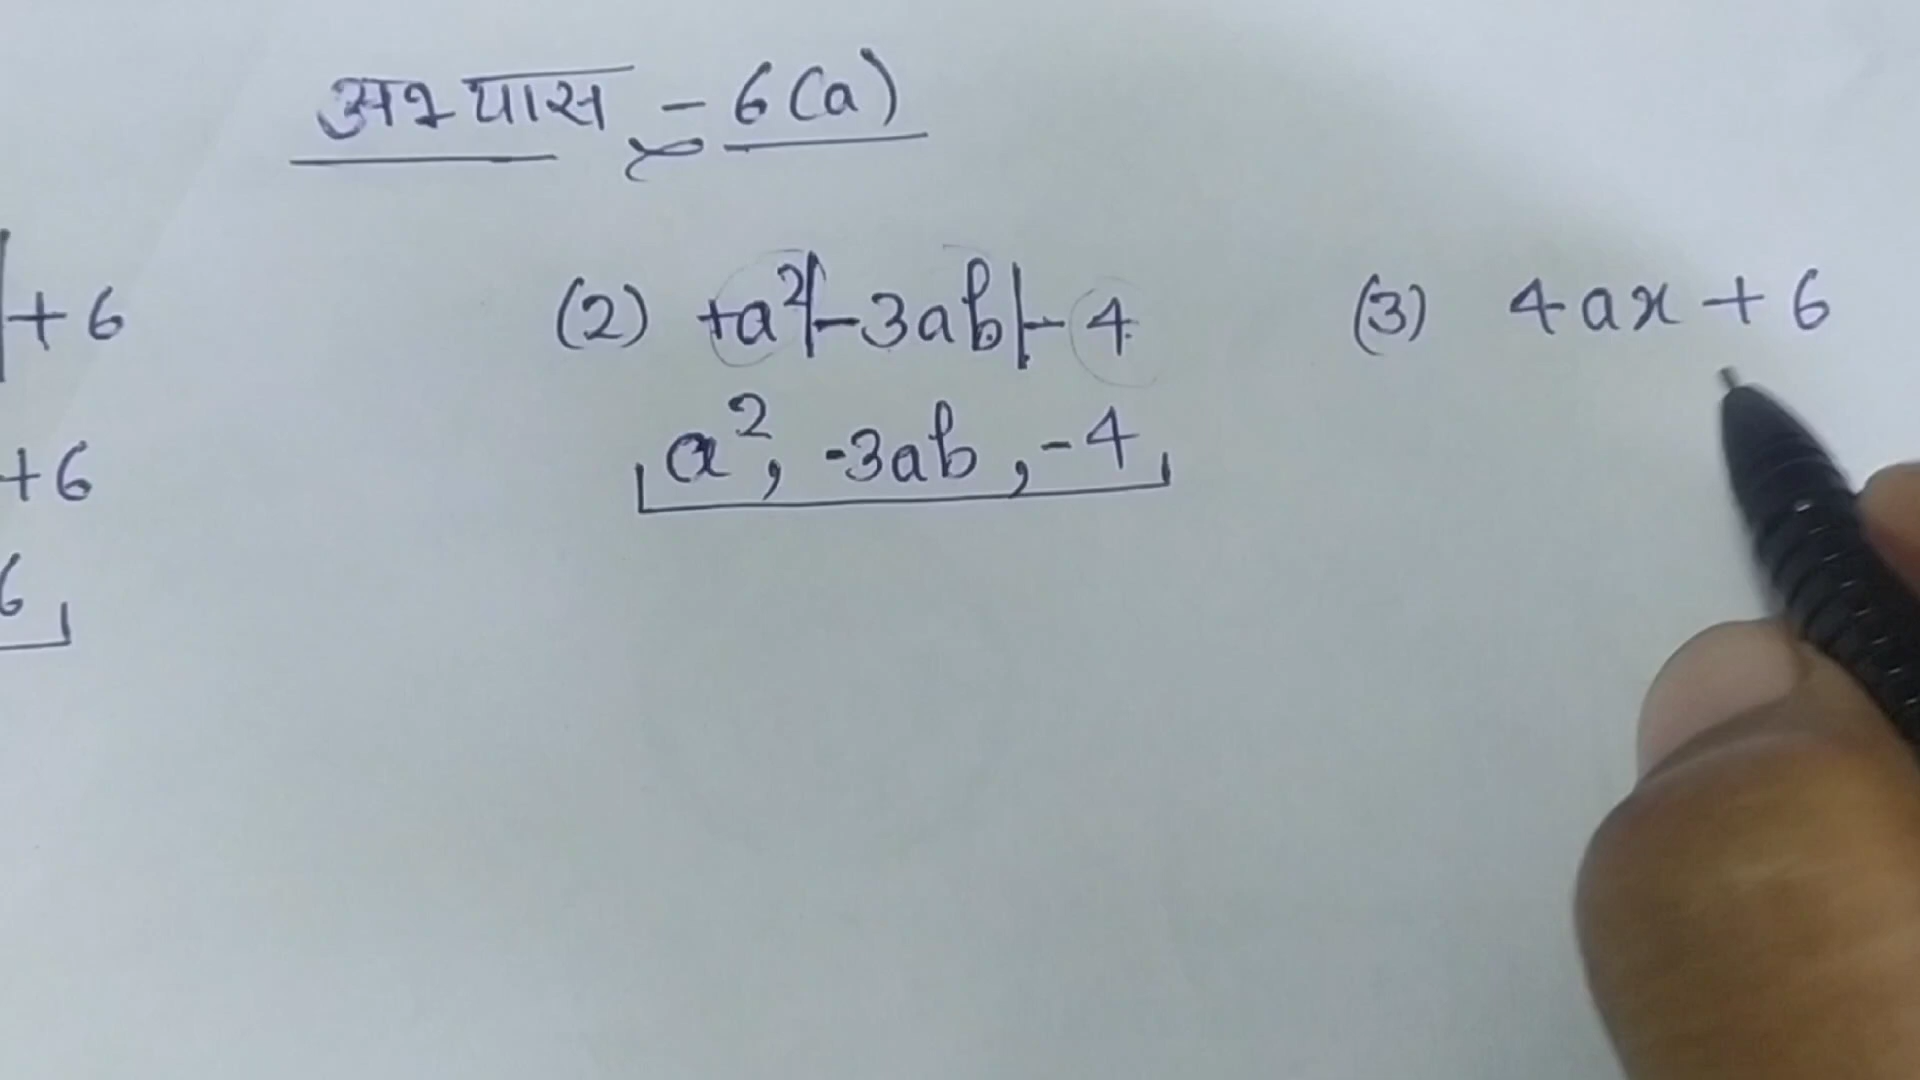 अभ्यास - 6(a)
+ 6
(2) +a²|-3ab|-4
(3) 4ax + 6
+6
a², -3ab, -4
6